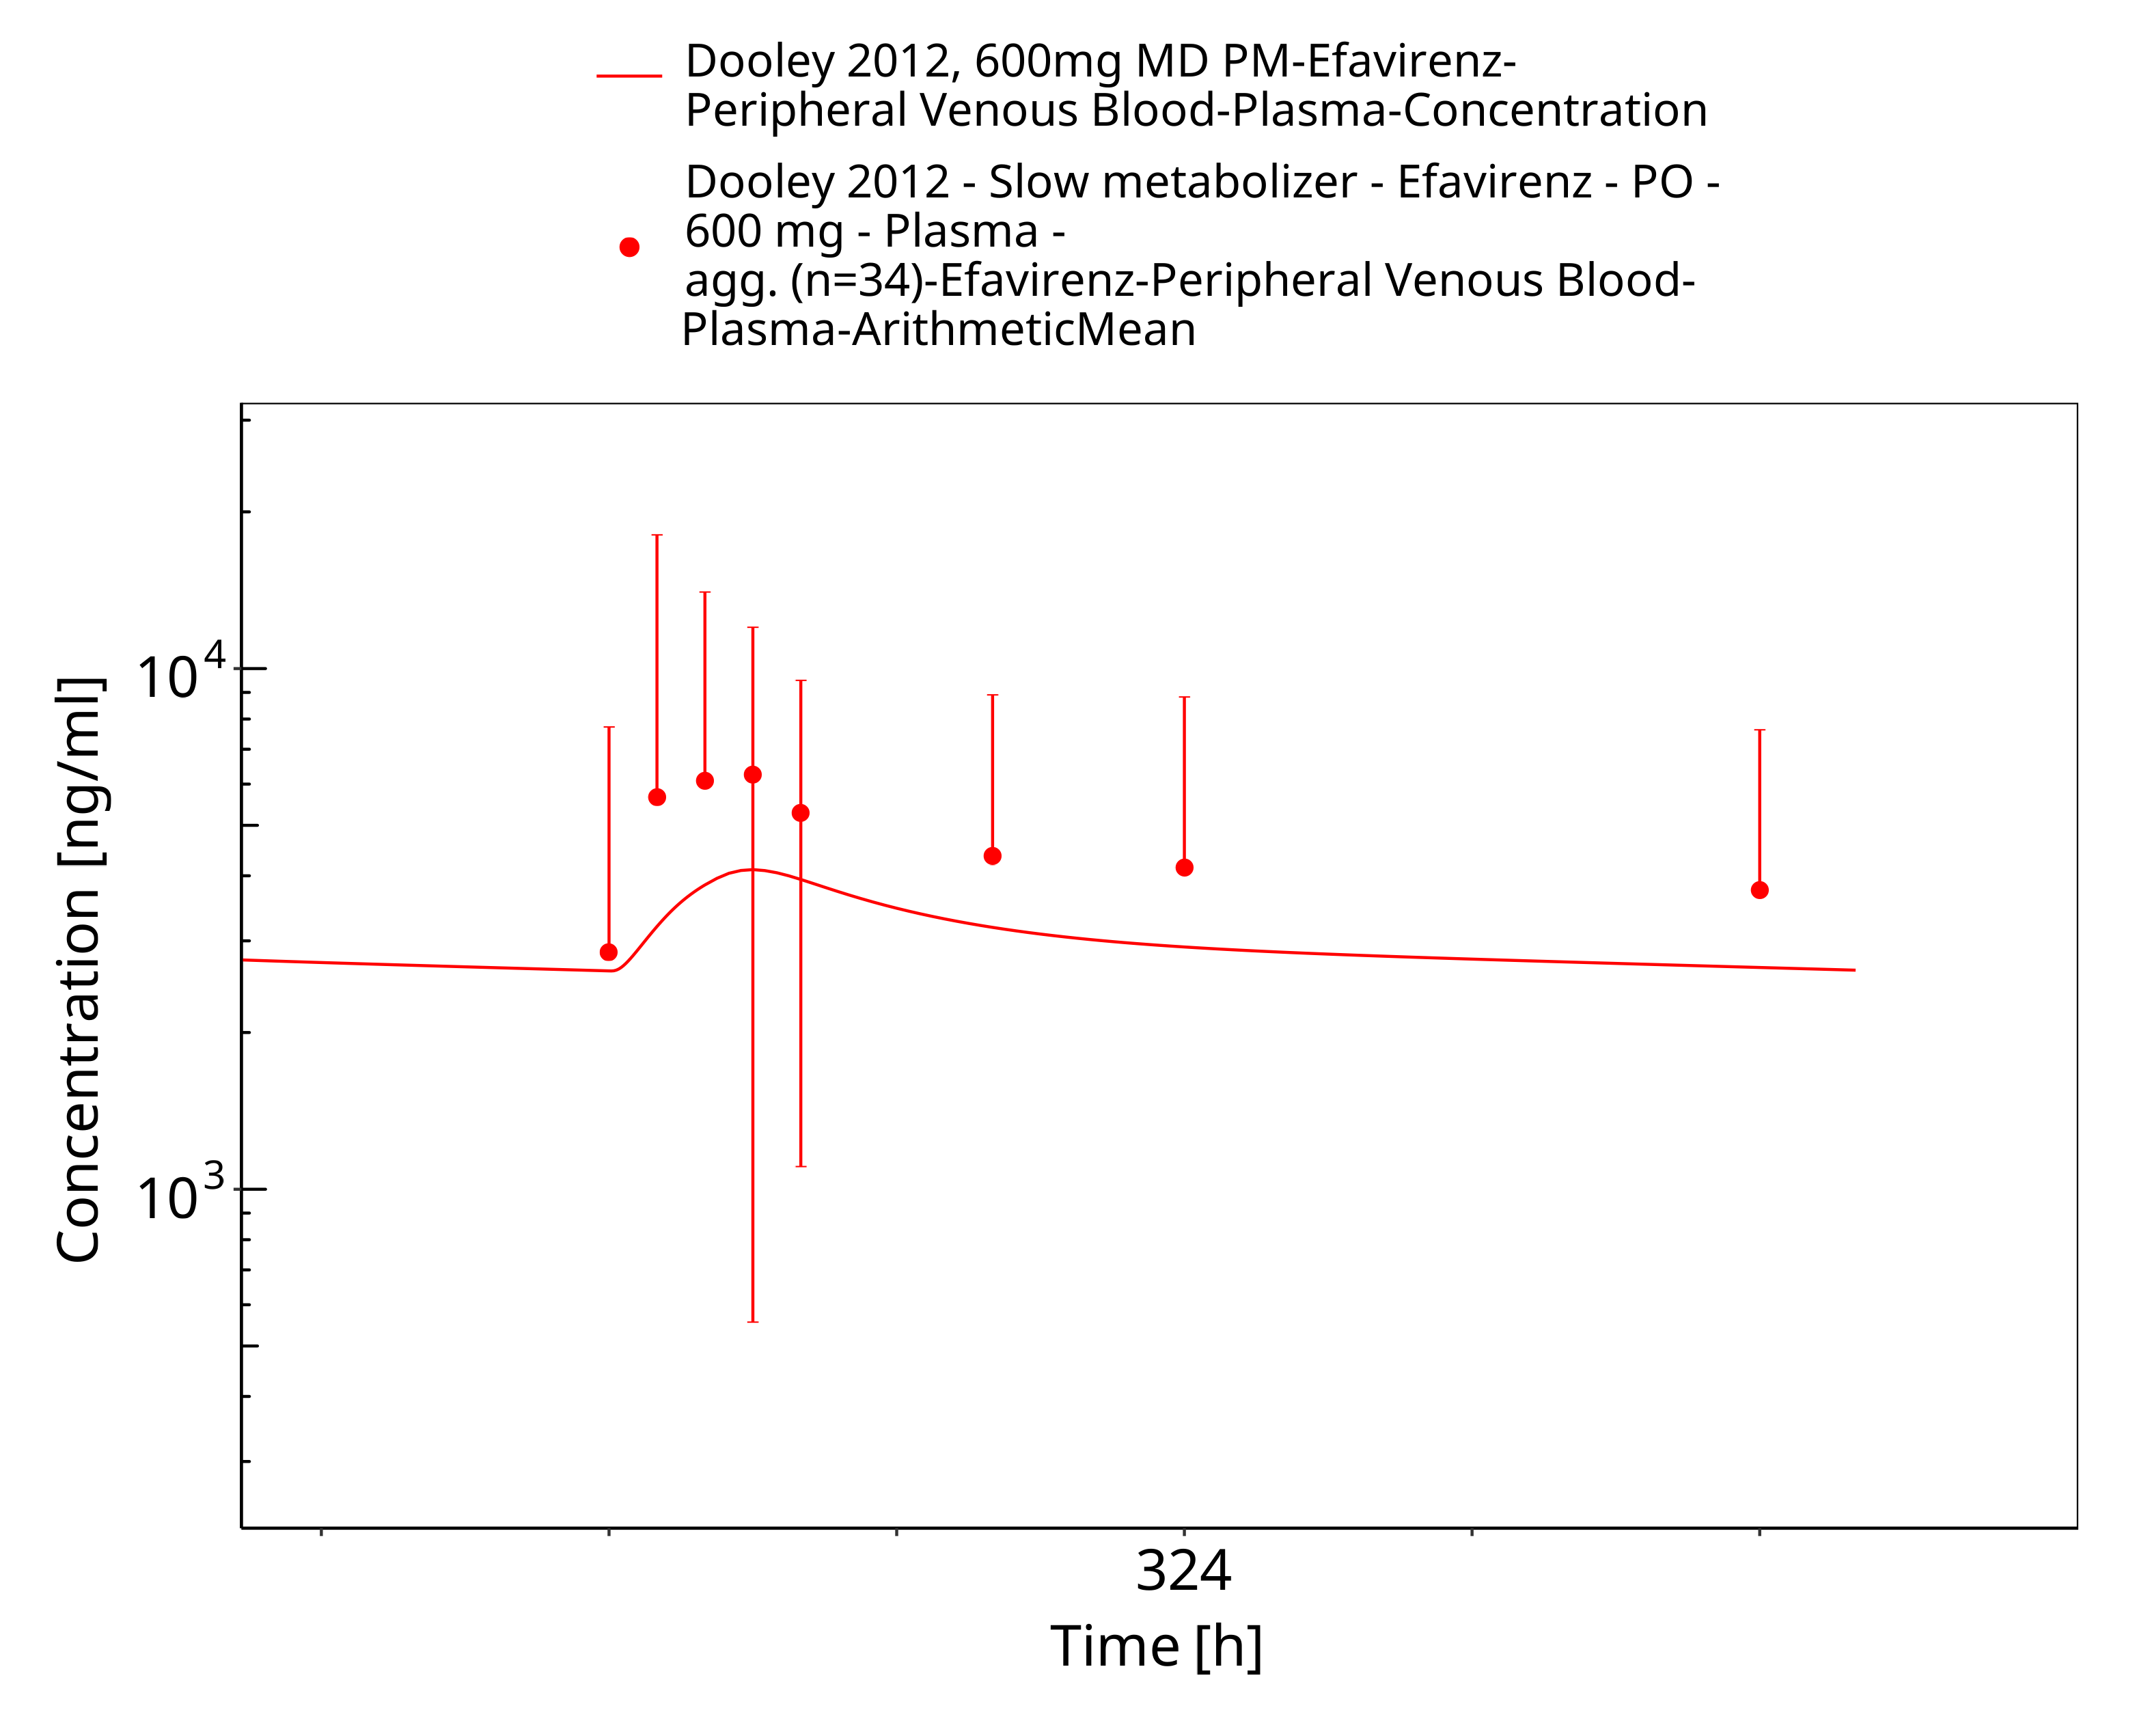 Dooley 2012, 600mg MD PM-Efavirenz-
Peripheral Venous Blood-Plasma-Concentration
Dooley 2012 - Slow metabolizer - Efavirenz - PO -
600 mg - Plasma -
agg. (n=34)-Efavirenz-Peripheral Venous Blood-
Plasma-ArithmeticMean
Concentration [ng/ml]
10^4
10^3
324
Time [h]